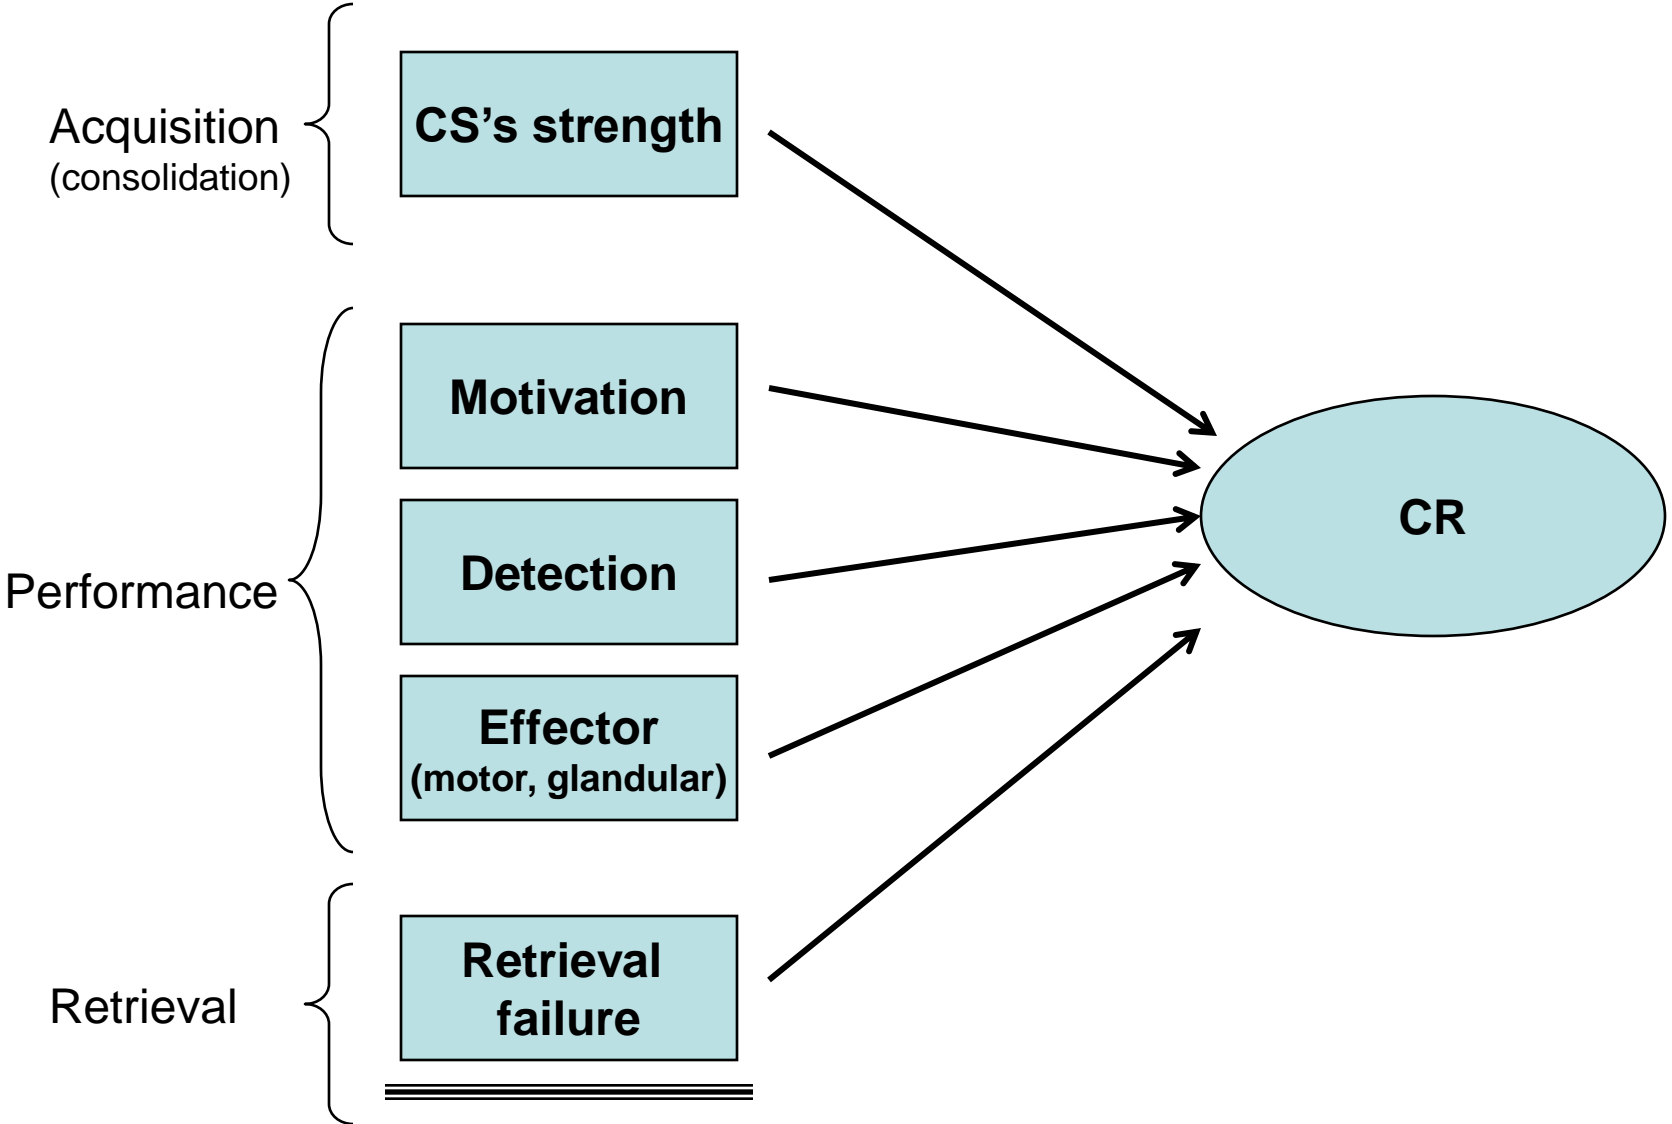 Acquisition
(consolidation)
CS’s strength
Performance
Motivation
Detection
Effector
(motor, glandular)
CR
Retrieval
Retrieval
failure